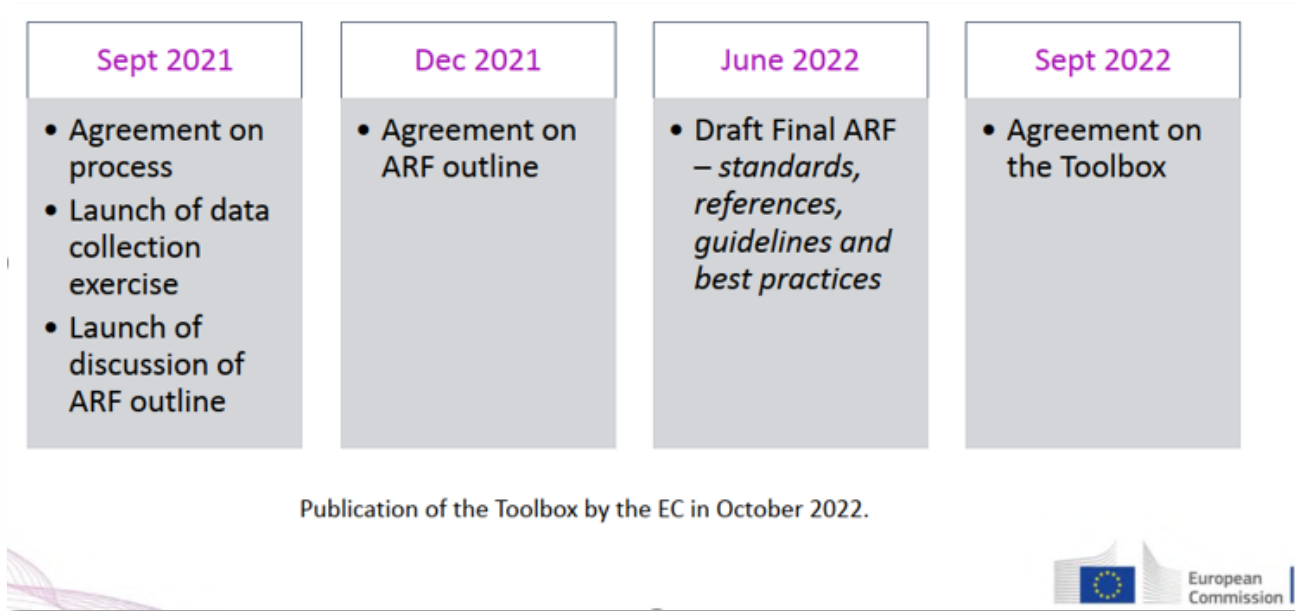 Sept 2021
• Agreement on
process
• Launch of data
collection
exercise
• Launch of
discussion of
ARF outline
Dec 2021
• Agreement on
ARF outline
June 2022
• Draft Final ARF
– standards,
references,
guidelines and
best practices
Sept 2022
• Agreement on
the Toolbox
Publication of the Toolbox by the EC in October 2022.
European
Commission